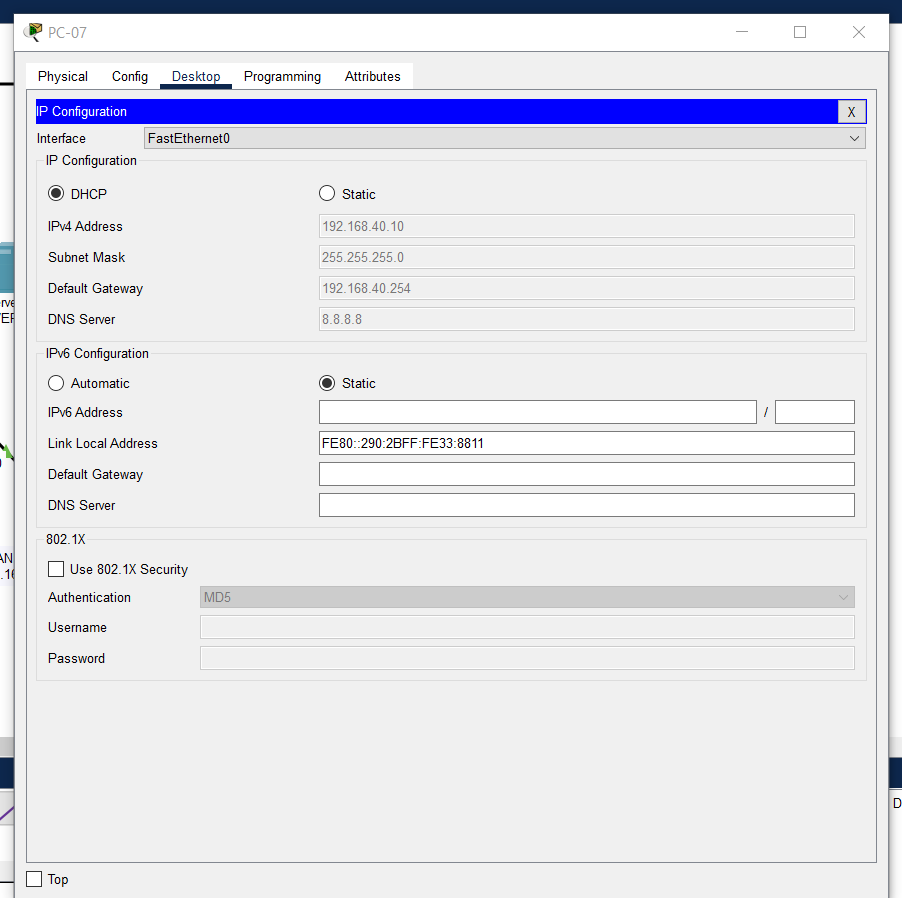 PC-07
Physical Config Desktop Programming Attributes
IP Configuration X
Interface FastEthernet0
IP Configuration
DHCP Static
IPv4 Address 192.168.40.10
Subnet Mask 255.255.255.0
Default Gateway 192.168.40.254
DNS Server 8.8.8.8
IPv6 Configuration
Automatic Static
IPv6 Address /
Link Local Address FE80::290:2BFF:FE33:8811
Default Gateway
DNS Server
802.1X
Use 802.1X Security
Authentication MD5
Username
Password
Top